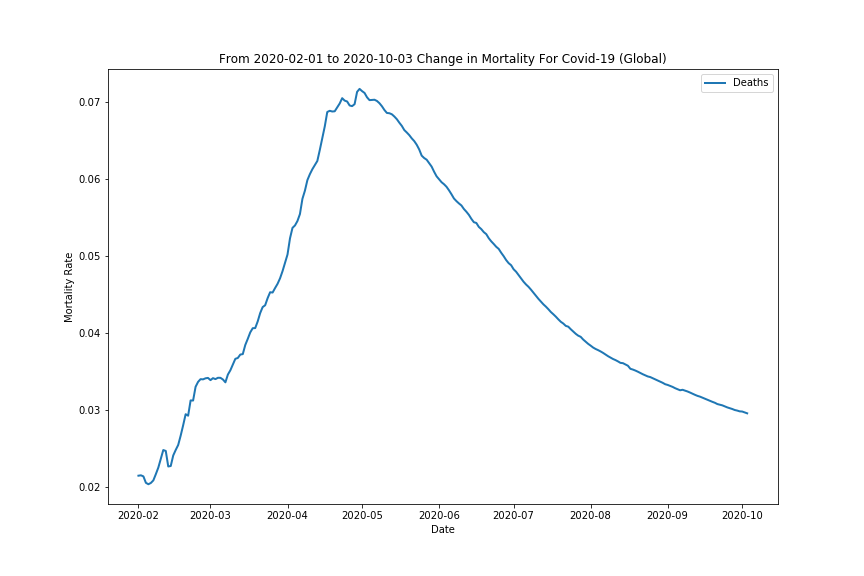 From 2020-02-01 to 2020-10-03 Change in Mortality For Covid-19 (Global)
Deaths
0.07
0.06
0.05
0.04
0.03
0.02
Mortality Rate
2020-02 2020-03 2020-04 2020-05 2020-06 2020-07 2020-08 2020-09 2020-10
Date